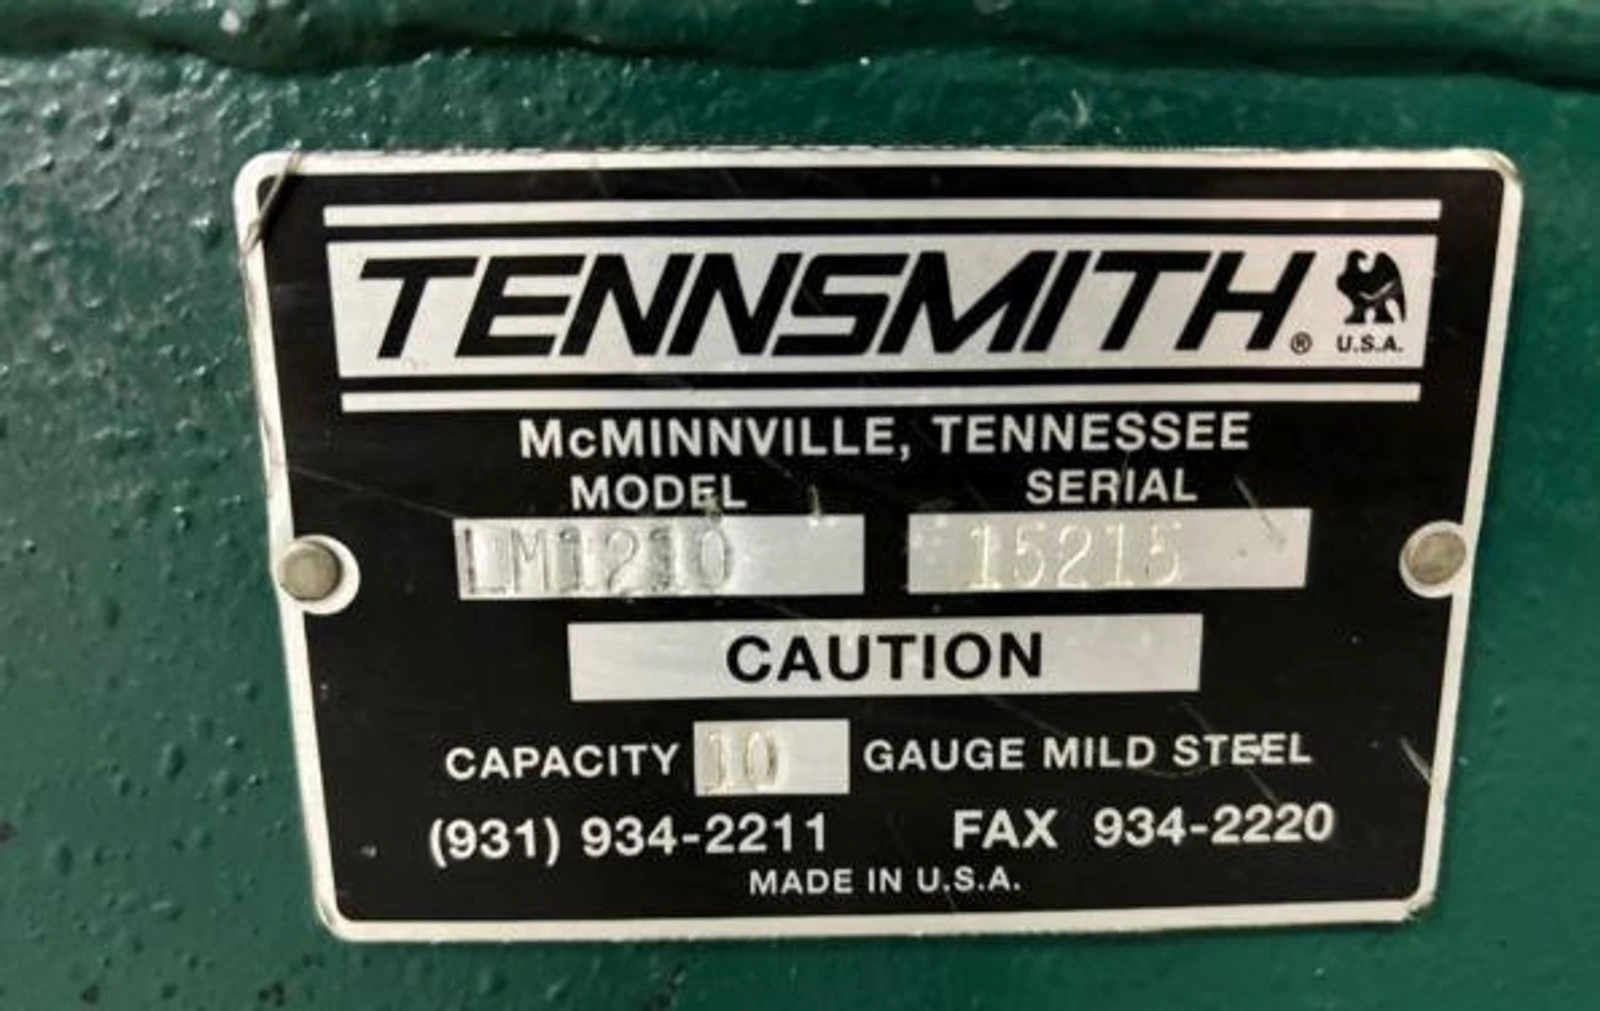 TENNSMITH®
U.S.A.
McMINNVILLE, TENNESSEE
MODEL SERIAL
LM1210 15215
CAUTION
CAPACITY 10 GAUGE MILD STEEL
(931) 934-2211 FAX 934-2220
MADE IN U.S.A.